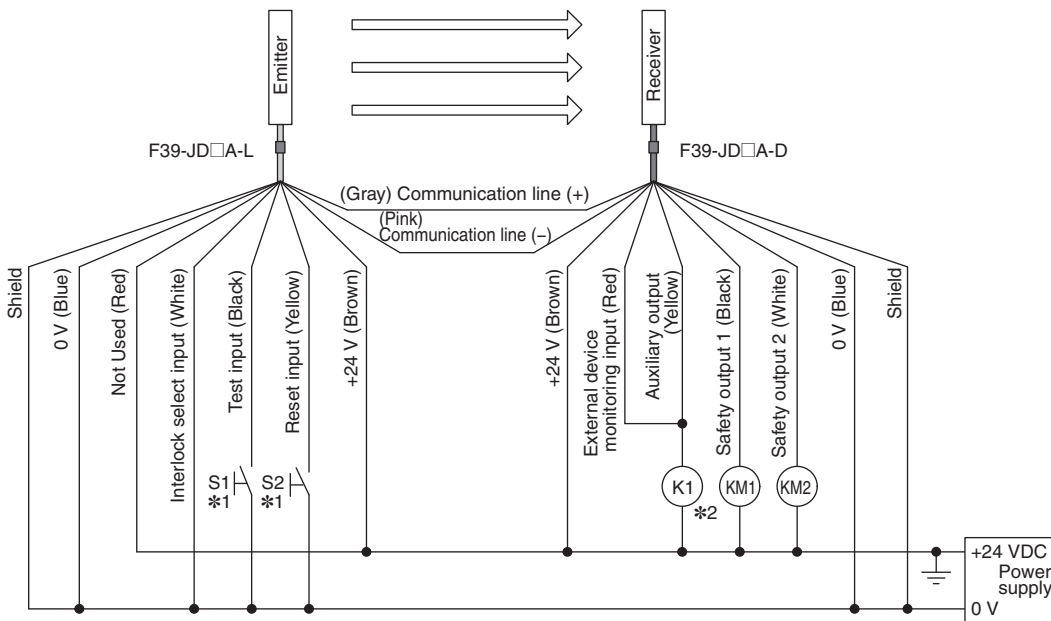 Emitter
Receiver
F39-JD□A-L
F39-JD□A-D
(Gray) Communication line (+)
(Pink)
Communication line (−)
Shield
0 V (Blue)
Not Used (Red)
Interlock select input (White)
Test input (Black)
Reset input (Yellow)
+24 V (Brown)
+24 V (Brown)
External device
monitoring input (Red)
Auxiliary output
(Yellow)
Safety output 1 (Black)
Safety output 2 (White)
0 V (Blue)
Shield
S1
✱1
S2
✱1
K1
✱2
KM1
KM2
+24 VDC
Power
supply
0 V